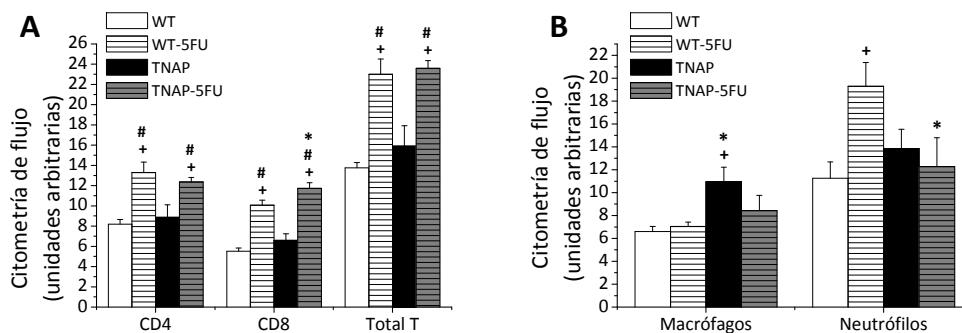 A
WT
WT-5FU
TNAP
TNAP-5FU
Citometría de flujo
(unidades arbitrarias)
26
24
22
20
18
16
14
12
10
8
6
4
2
0
#
+
#
+
#
+
*
#
+
#
+
#
+
CD4
CD8
Total T
B
WT
WT-5FU
TNAP
TNAP-5FU
Citometría de flujo
(unidades arbitrarias)
22
20
18
16
14
12
10
8
6
4
2
0
*
+
+
*
Macrófagos
Neutrófilos